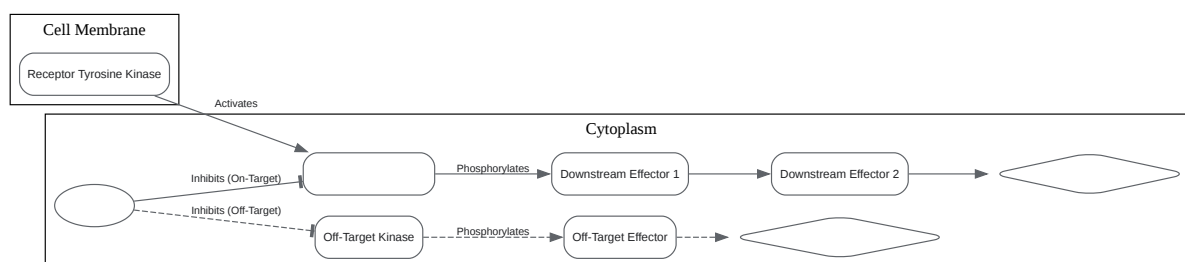 Cell Membrane
Receptor Tyrosine Kinase
Activates
Cytoplasm
Inhibits (On-Target)
Phosphorylates
Downstream Effector 1
Downstream Effector 2
Inhibits (Off-Target)
Off-Target Kinase
Phosphorylates
Off-Target Effector